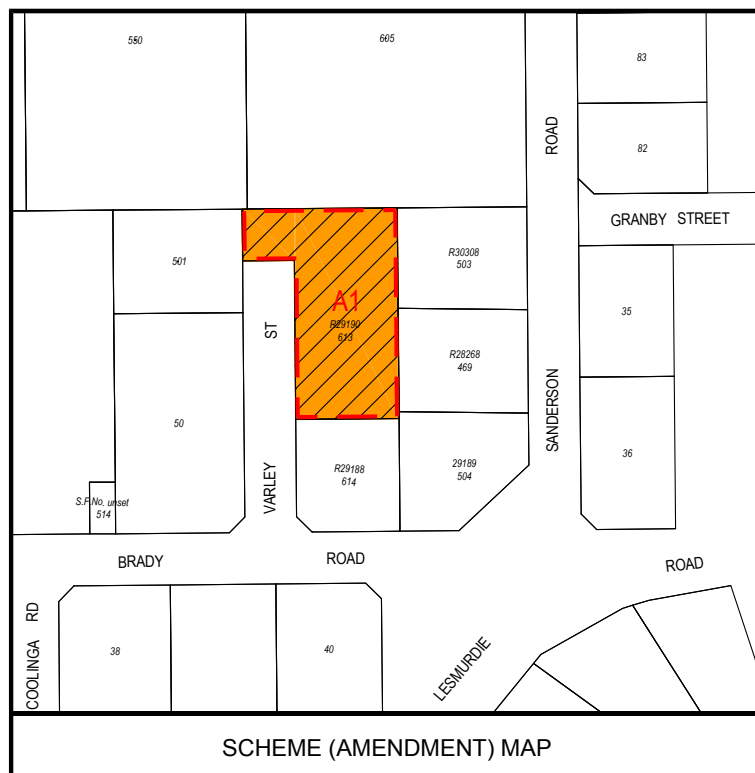 550
605
83
82
ROAD
GRANBY STREET
R30308
503
501
A1
R29190
613
ST
35
R28268
469
SANDERSON
50
36
R29188
614
29189
504
VARLEY
S.P.No. unset
514
BRADY
ROAD
ROAD
COOLINGA RD
38
40
LESMURDIE
SCHEME (AMENDMENT) MAP